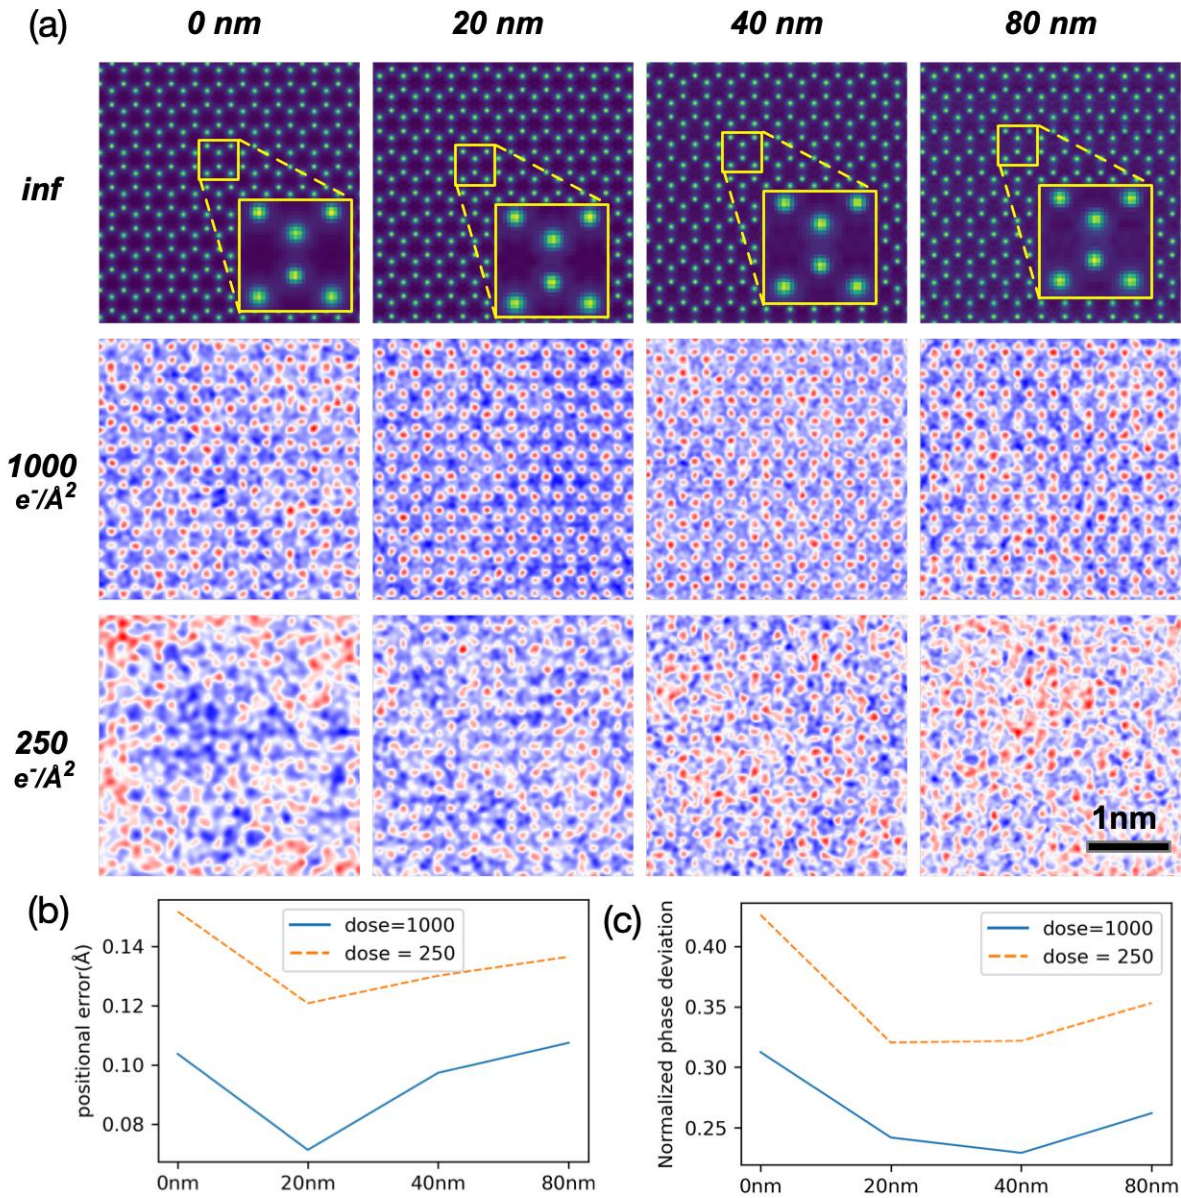 (a)
0 nm
20 nm
40 nm
80 nm
inf
1000
e⁻/Å²
250
e⁻/Å²
1nm
(b)
positional error(Å)
0.14
0.12
0.10
0.08
dose=1000
dose = 250
0nm
20nm
40nm
80nm
(c)
Normalized phase deviation
0.40
0.35
0.30
0.25
dose=1000
dose = 250
0nm
20nm
40nm
80nm